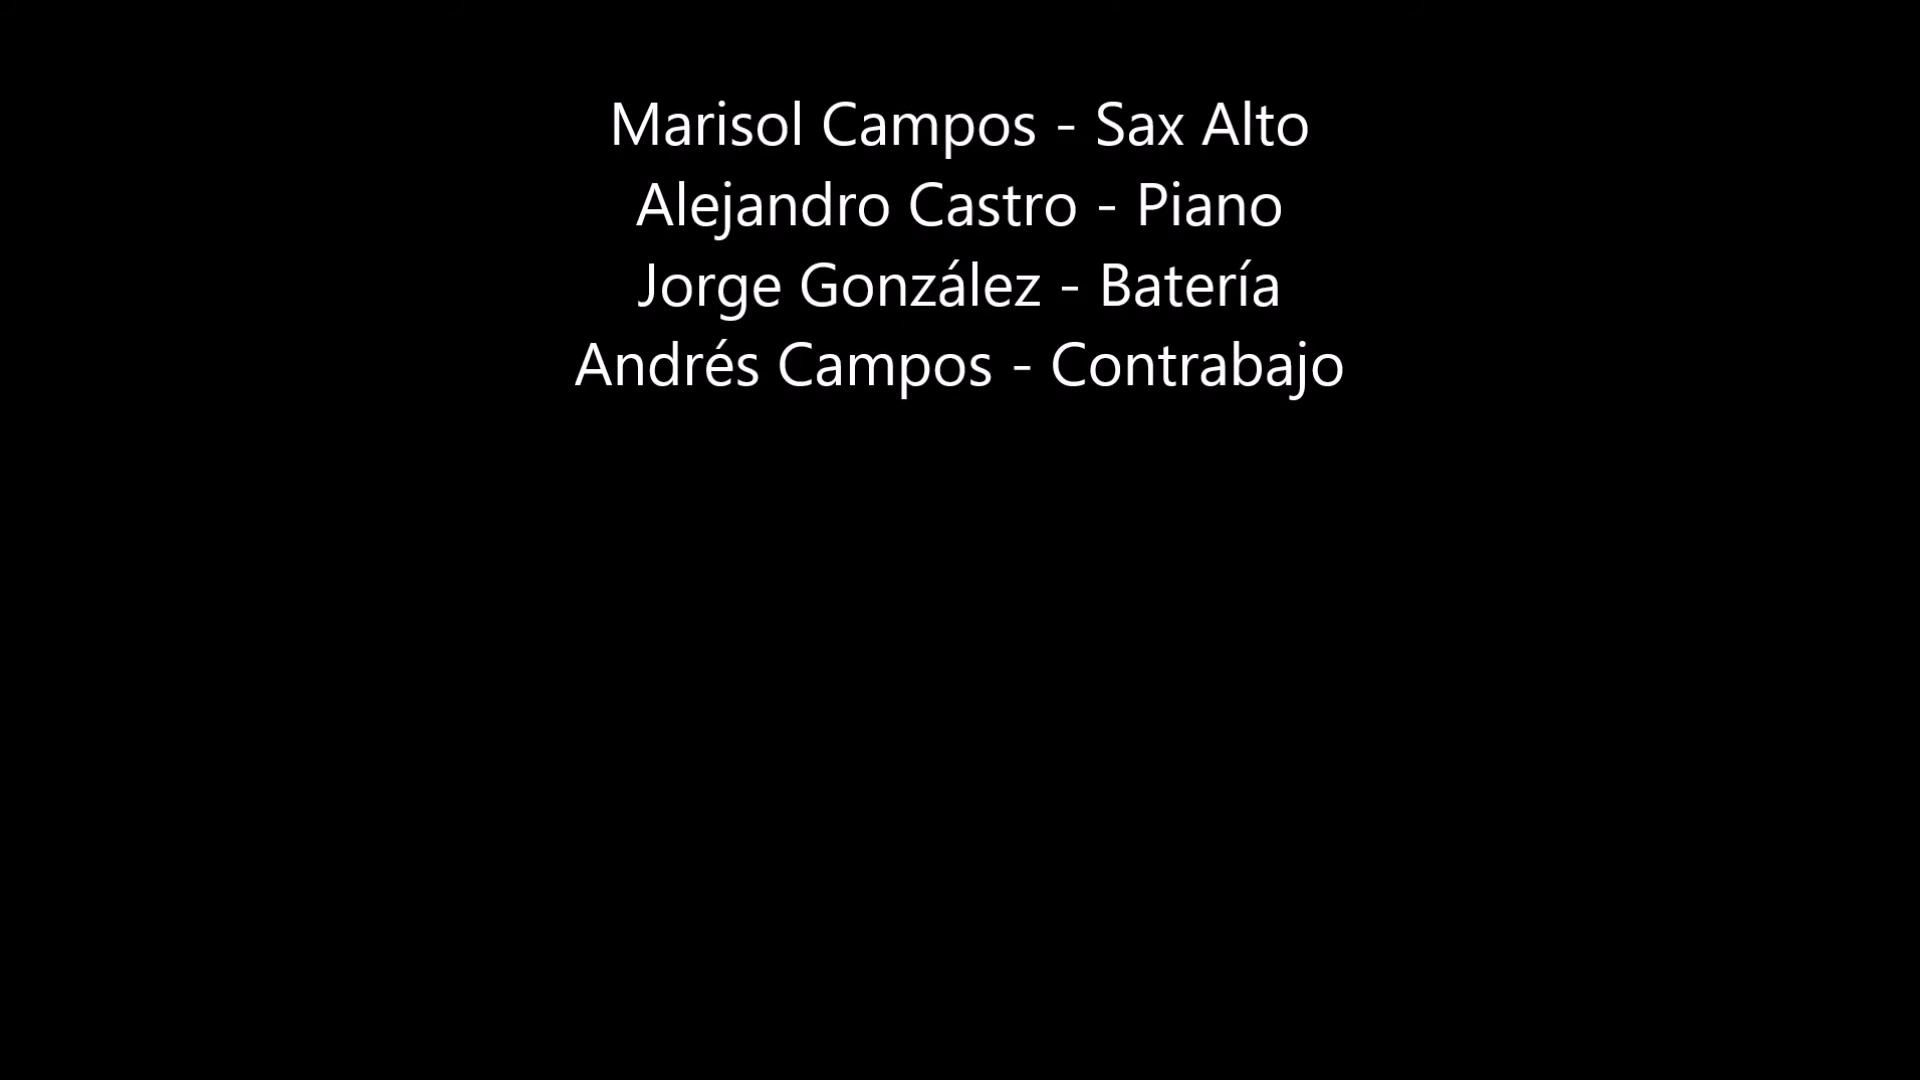 Marisol Campos - Sax Alto
Alejandro Castro - Piano
Jorge González - Batería
Andrés Campos - Contrabajo